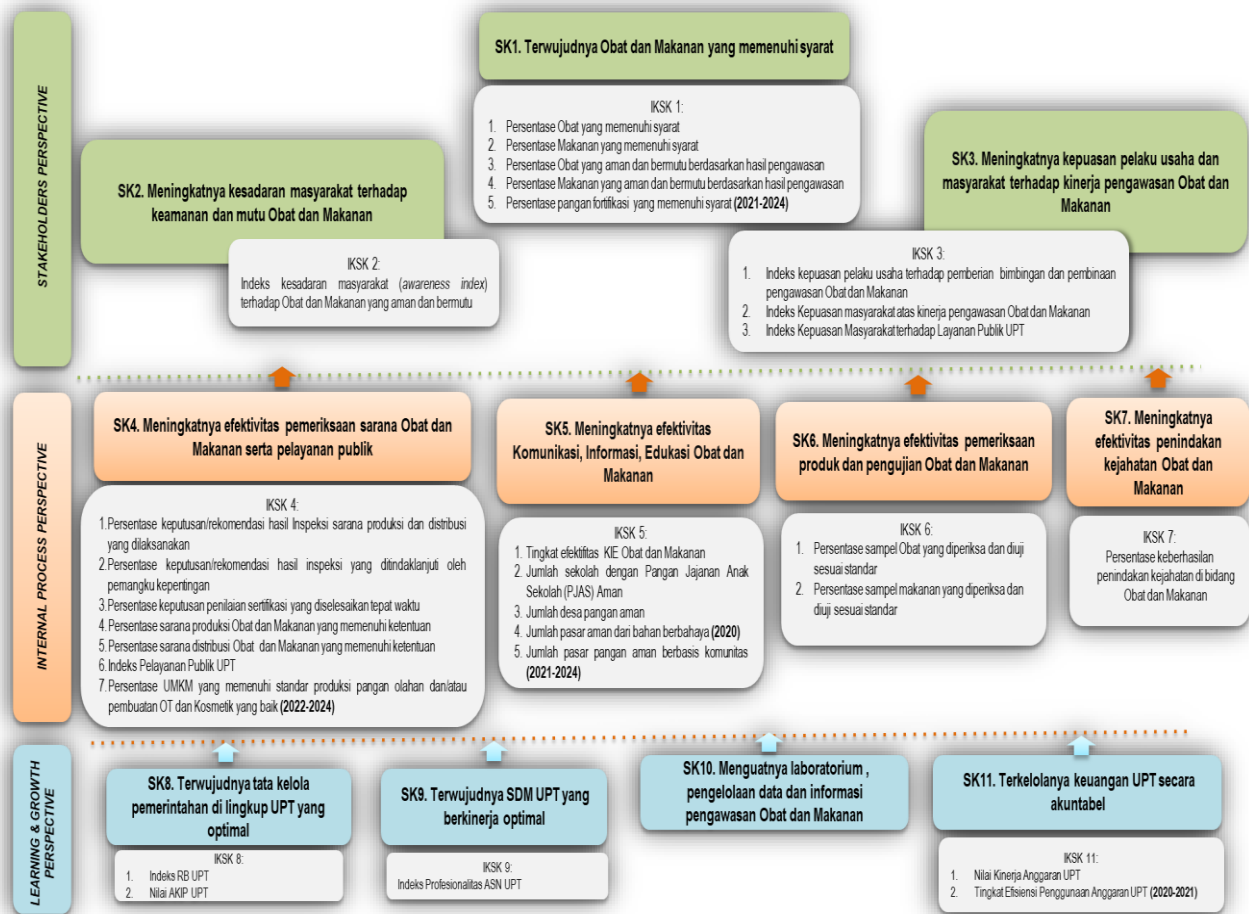 STAKEHOLDERS PERSPECTIVE
SK1. Terwujudnya Obat dan Makanan yang memenuhi syarat
IKSK 1:
1. Persentase Obat yang memenuhi syarat
2. Persentase Makanan yang memenuhi syarat
3. Persentase Obat yang aman dan bermutu berdasarkan hasil pengawasan
4. Persentase Makanan yang aman dan bermutu berdasarkan hasil pengawasan
5. Persentase pangan fortifikasi yang memenuhi syarat (2021-2024)
SK2. Meningkatnya kesadaran masyarakat terhadap
keamanan dan mutu Obat dan Makanan
IKSK 2:
Indeks kesadaran masyarakat (awareness index)
terhadap Obat dan Makanan yang aman dan bermutu
SK3. Meningkatnya kepuasan pelaku usaha dan
masyarakat terhadap kinerja pengawasan Obat dan
Makanan
IKSK 3:
1. Indeks kepuasan pelaku usaha terhadap pemberian bimbingan dan pembinaan
pengawasan Obat dan Makanan
2. Indeks Kepuasan masyarakat atas kinerja pengawasan Obat dan Makanan
3. Indeks Kepuasan Masyarakat terhadap Layanan Publik UPT
INTERNAL PROCESS PERSPECTIVE
SK4. Meningkatnya efektivitas pemeriksaan sarana Obat dan
Makanan serta pelayanan publik
IKSK 4:
1. Persentase keputusan/rekomendasi hasil Inspeksi sarana produksi dan distribusi
yang dilaksanakan
2. Persentase keputusan/rekomendasi hasil inspeksi yang ditindaklanjuti oleh
pemangku kepentingan
3. Persentase keputusan penilaian sertifikasi yang diselesaikan tepat waktu
4. Persentase sarana produksi Obat dan Makanan yang memenuhi ketentuan
5. Persentase sarana distribusi Obat dan Makanan yang memenuhi ketentuan
6. Indeks Pelayanan Publik UPT
7. Persentase UMKM yang memenuhi standar produksi pangan olahan dan/atau
pembuatan OT dan Kosmetik yang baik (2022-2024)
SK5. Meningkatnya efektivitas
Komunikasi, Informasi, Edukasi Obat dan
Makanan
IKSK 5:
1. Tingkat efektifitas KIE Obat dan Makanan
2. Jumlah sekolah dengan Pangan Jajanan Anak
Sekolah (PJAS) Aman
3. Jumlah desa pangan aman
4. Jumlah pasar aman dari bahan berbahaya (2020)
5. Jumlah pasar pangan aman berbasis komunitas
(2021-2024)
SK6. Meningkatnya efektivitas pemeriksaan
produk dan pengujian Obat dan Makanan
IKSK 6:
1. Persentase sampel Obat yang diperiksa dan diuji
sesuai standar
2. Persentase sampel makanan yang diperiksa dan
diuji sesuai standar
SK7. Meningkatnya
efektivitas penindakan
kejahatan Obat dan
Makanan
IKSK 7:
Persentase keberhasilan
penindakan kejahatan di bidang
Obat dan Makanan
LEARNING & GROWTH
PERSPECTIVE
SK8. Terwujudnya tata kelola
pemerintahan di lingkup UPT yang
optimal
IKSK 8:
1. Indeks RB UPT
2. Nilai AKIP UPT
SK9. Terwujudnya SDM UPT yang
berkinerja optimal
IKSK 9:
Indeks Profesionalitas ASN UPT
SK10. Menguatnya laboratorium ,
pengelolaan data dan informasi
pengawasan Obat dan Makanan
SK11. Terkelolanya keuangan UPT secara
akuntabel
IKSK 11:
1. Nilai Kinerja Anggaran UPT
2. Tingkat Efisiensi Penggunaan Anggaran UPT (2020-2021)